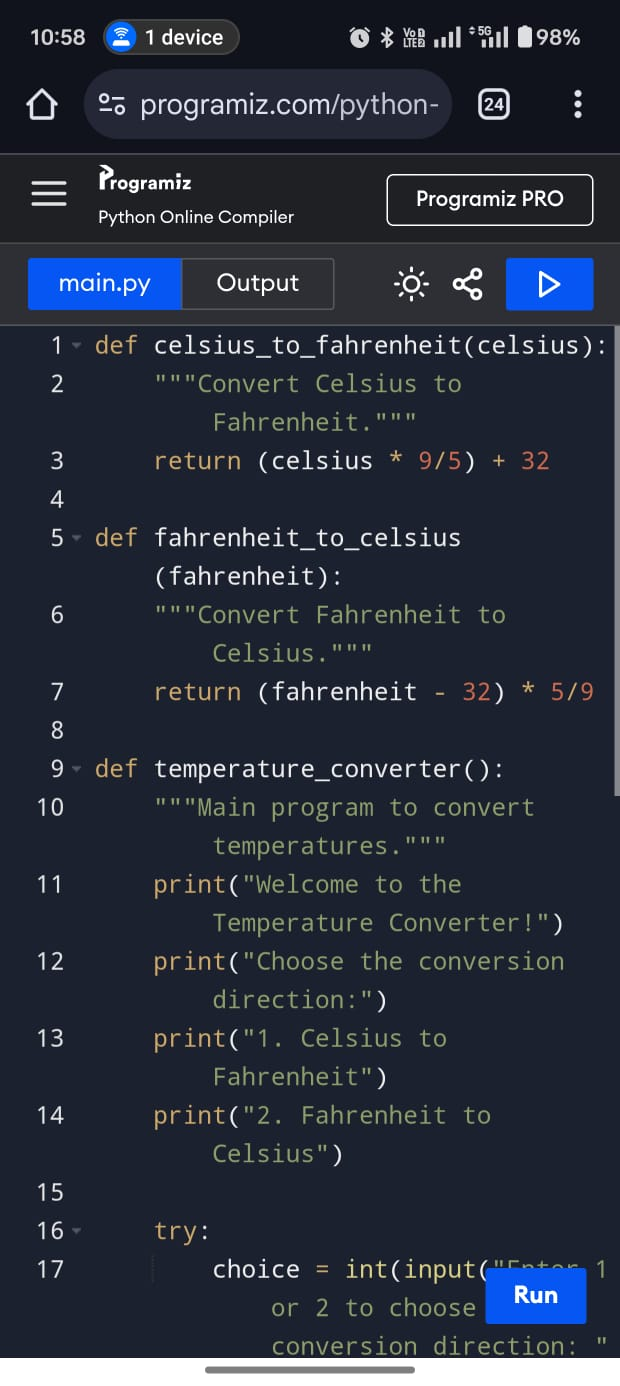 10:58 1 device VoD LTED 5G 98%
programiz.com/python- 24
Programiz
Python Online Compiler
Programiz PRO
main.py Output
1 def celsius_to_fahrenheit(celsius):
2 """Convert Celsius to
Fahrenheit."""
3 return (celsius * 9/5) + 32
4
5 def fahrenheit_to_celsius
(fahrenheit):
6 """Convert Fahrenheit to
Celsius."""
7 return (fahrenheit - 32) * 5/9
8
9 def temperature_converter():
10 """Main program to convert
temperatures."""
11 print("Welcome to the
Temperature Converter!")
12 print("Choose the conversion
direction:")
13 print("1. Celsius to
Fahrenheit")
14 print("2. Fahrenheit to
Celsius")
15
16 try:
17 choice = int(input("Enter 1
or 2 to choose
conversion direction: "
Run